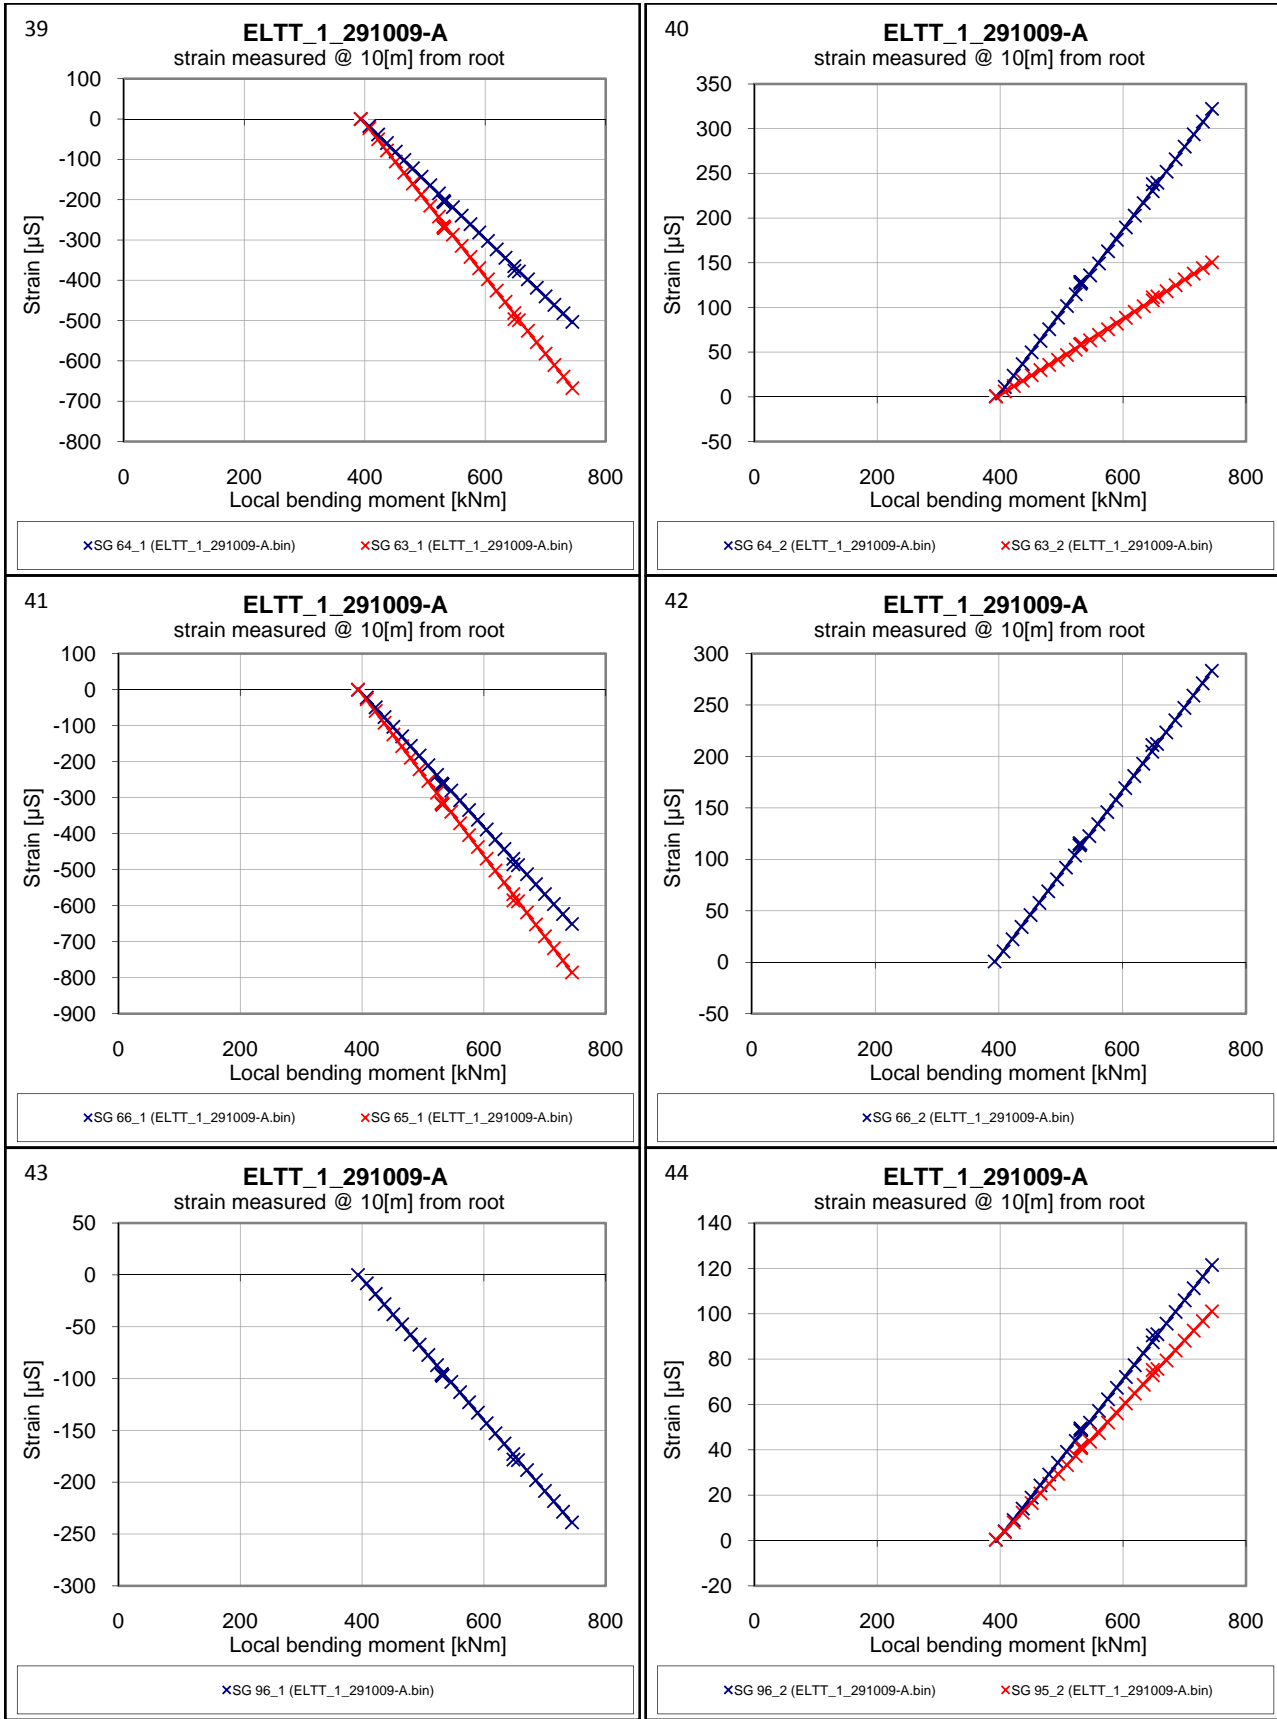 39
ELTT_1_291009-A
strain measured @ 10[m] from root
100
0
-100
-200
-300
-400
-500
-600
-700
-800
Strain [µS]
0 200 400 600 800
Local bending moment [kNm]
SG 64_1 (ELTT_1_291009-A.bin) SG 63_1 (ELTT_1_291009-A.bin)
40
ELTT_1_291009-A
strain measured @ 10[m] from root
350
300
250
200
150
100
50
0
-50
Strain [µS]
0 200 400 600 800
Local bending moment [kNm]
SG 64_2 (ELTT_1_291009-A.bin) SG 63_2 (ELTT_1_291009-A.bin)
41
ELTT_1_291009-A
strain measured @ 10[m] from root
100
0
-100
-200
-300
-400
-500
-600
-700
-800
-900
Strain [µS]
0 200 400 600 800
Local bending moment [kNm]
SG 66_1 (ELTT_1_291009-A.bin) SG 65_1 (ELTT_1_291009-A.bin)
42
ELTT_1_291009-A
strain measured @ 10[m] from root
300
250
200
150
100
50
0
-50
Strain [µS]
0 200 400 600 800
Local bending moment [kNm]
SG 66_2 (ELTT_1_291009-A.bin)
43
ELTT_1_291009-A
strain measured @ 10[m] from root
50
0
-50
-100
-150
-200
-250
-300
Strain [µS]
0 200 400 600 800
Local bending moment [kNm]
SG 96_1 (ELTT_1_291009-A.bin)
44
ELTT_1_291009-A
strain measured @ 10[m] from root
140
120
100
80
60
40
20
0
-20
Strain [µS]
0 200 400 600 800
Local bending moment [kNm]
SG 96_2 (ELTT_1_291009-A.bin) SG 95_2 (ELTT_1_291009-A.bin)